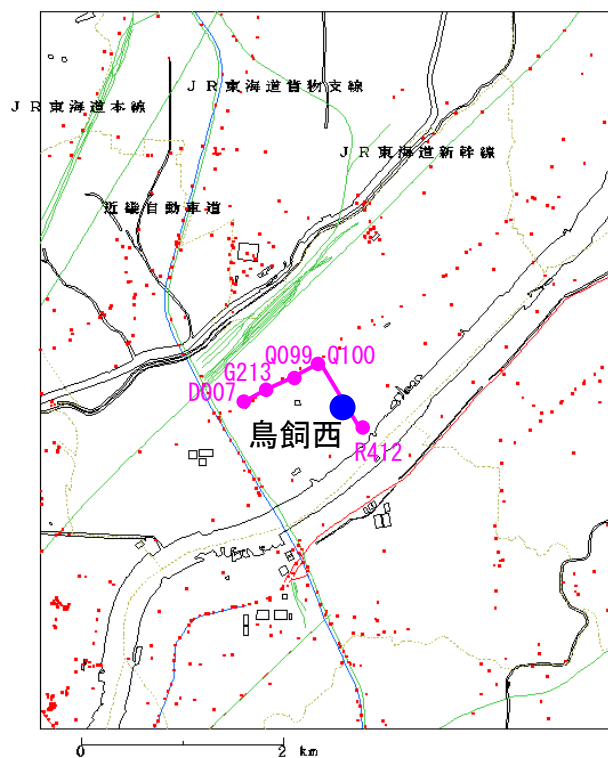 JR東海道貨物支線
JR東海道本線
JR東海道新幹線
近畿自動車道
Q099
Q100
G213
D007
鳥飼西
R412
0 2 km